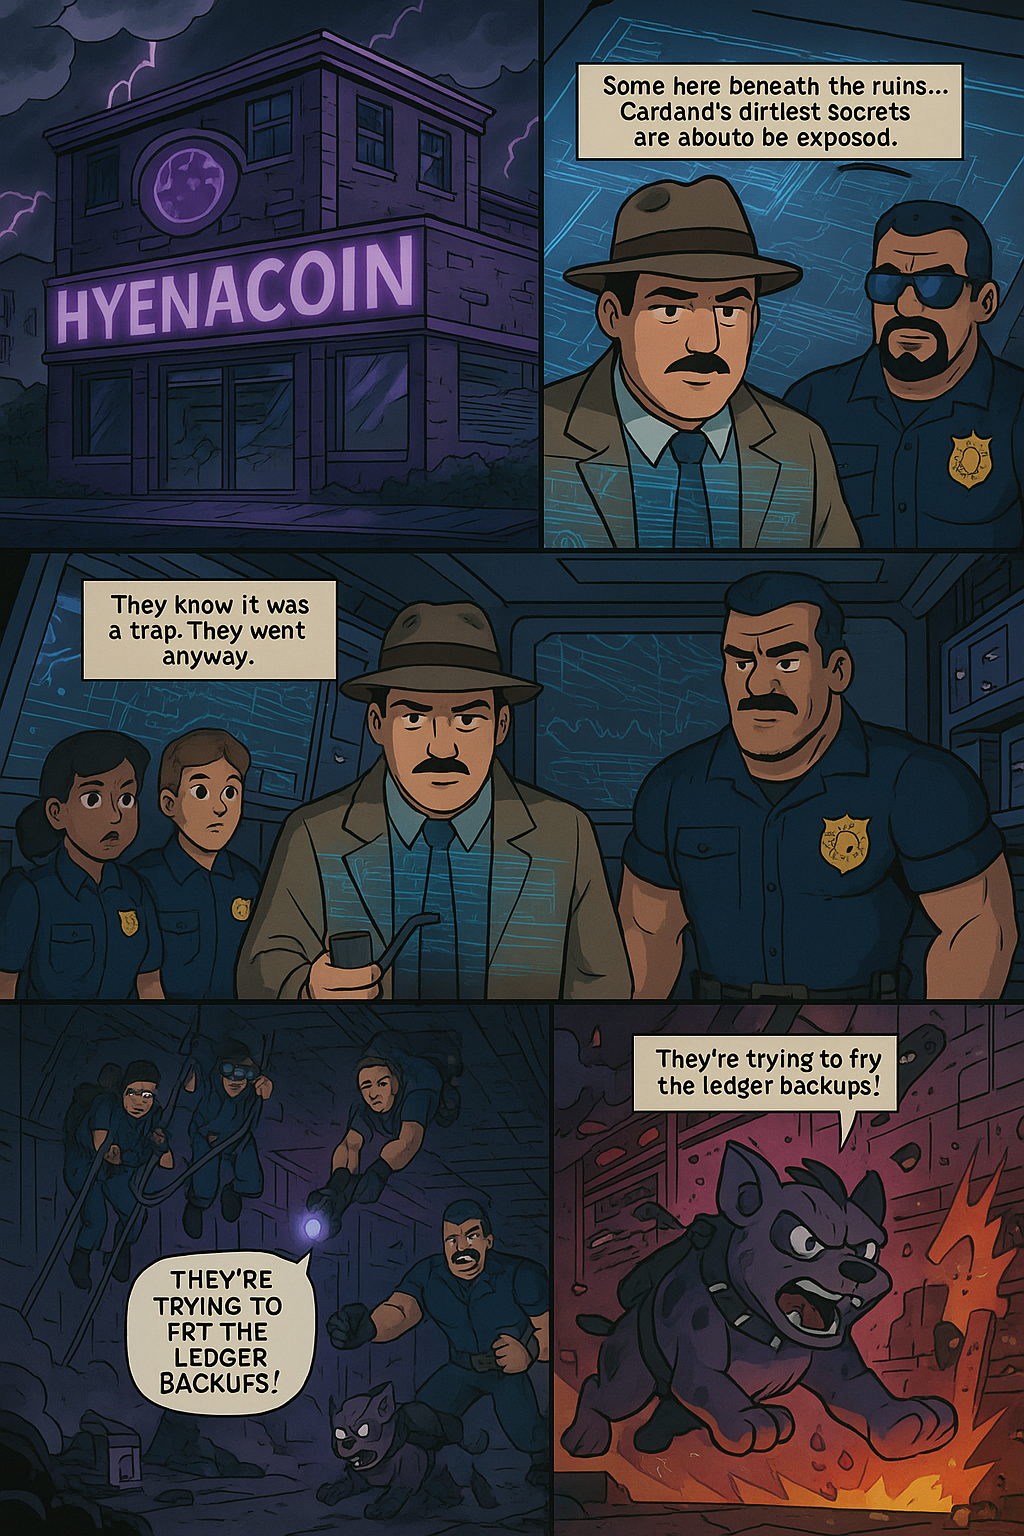 HYENACOIN
Some here beneath the ruins...
Cardand's dirtlest socrets
are abouto be exposod.
They know it was
a trap. They went
anyway.
THEY'RE
TRYING TO
FRT THE
LEDGER
BACKUFS!
They're trying to fry
the ledger backups!